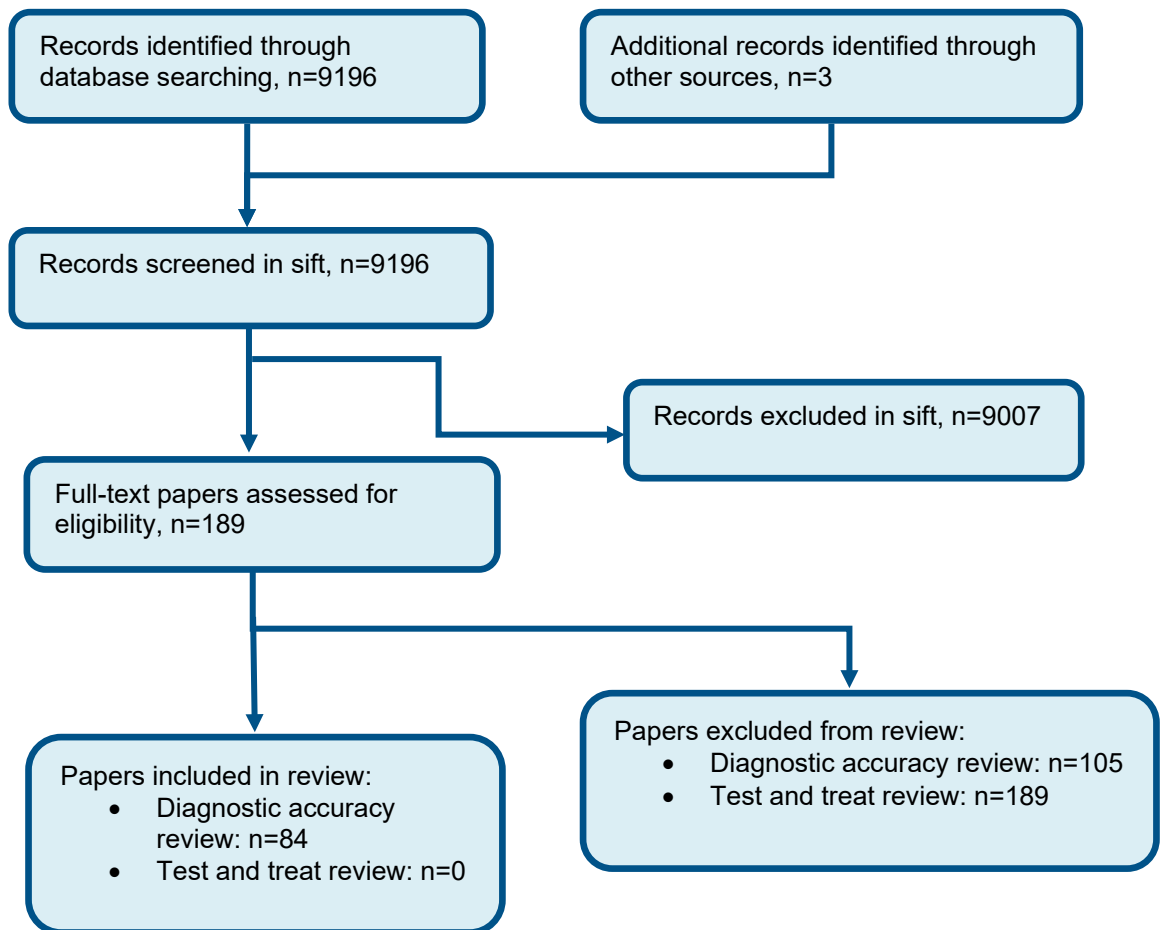 Records identified through
database searching, n=9196
Additional records identified through
other sources, n=3
Records screened in sift, n=9196
Records excluded in sift, n=9007
Full-text papers assessed for
eligibility, n=189
Papers included in review:
• Diagnostic accuracy
review: n=84
• Test and treat review: n=0
Papers excluded from review:
• Diagnostic accuracy review: n=105
• Test and treat review: n=189